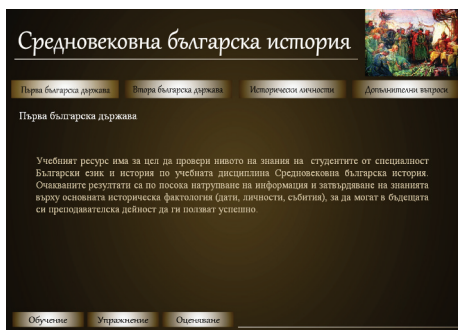 Средновековна българска история
Първа българска държава
Втора българска държава
Исторически личности
Допълнителни въпроси
Първа българска държава
Учебният ресурс има за цел да провери нивото на знания на студентите от специалност
Български език и история по учебната дисциплина Средновековна българска история.
Очакваните резултати са по посока натрупване на информация и затвърдяване на знанията
върху основната историческа фактология (дати, личности, събития), за да могат в бъдещата
си преподавателска дейност да ги ползват успешно.
Обучение
Упражнение
Оценяване